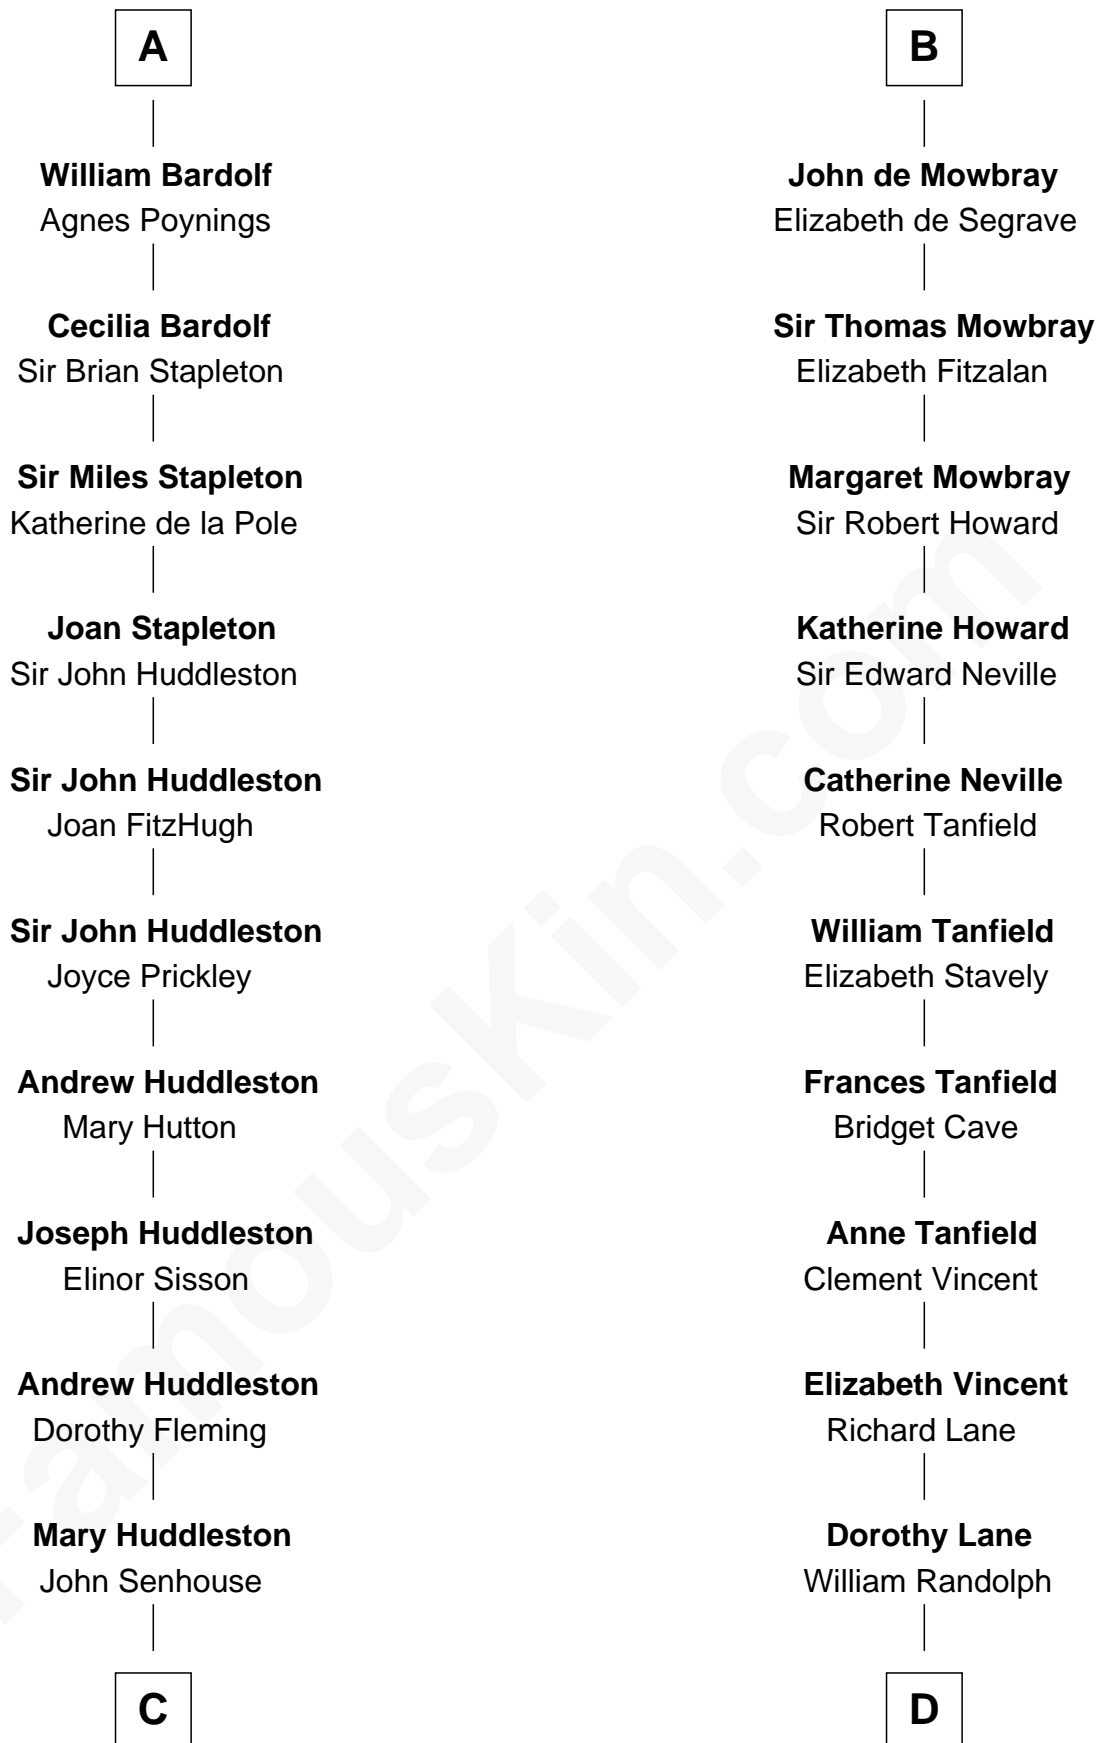 A
William Bardolf
Agnes Poynings
Cecilia Bardolf
Sir Brian Stapleton
Sir Miles Stapleton
Katherine de la Pole
Joan Stapleton
Sir John Huddleston
Sir John Huddleston
Joan FitzHugh
Sir John Huddleston
Joyce Prickley
Andrew Huddleston
Mary Hutton
Joseph Huddleston
Elinor Sisson
Andrew Huddleston
Dorothy Fleming
Mary Huddleston
John Senhouse
C
B
John de Mowbray
Elizabeth de Segrave
Sir Thomas Mowbray
Elizabeth Fitzalan
Margaret Mowbray
Sir Robert Howard
Katherine Howard
Sir Edward Neville
Catherine Neville
Robert Tanfield
William Tanfield
Elizabeth Stavely
Frances Tanfield
Bridget Cave
Anne Tanfield
Clement Vincent
Elizabeth Vincent
Richard Lane
Dorothy Lane
William Randolph
D
FamousKin.com